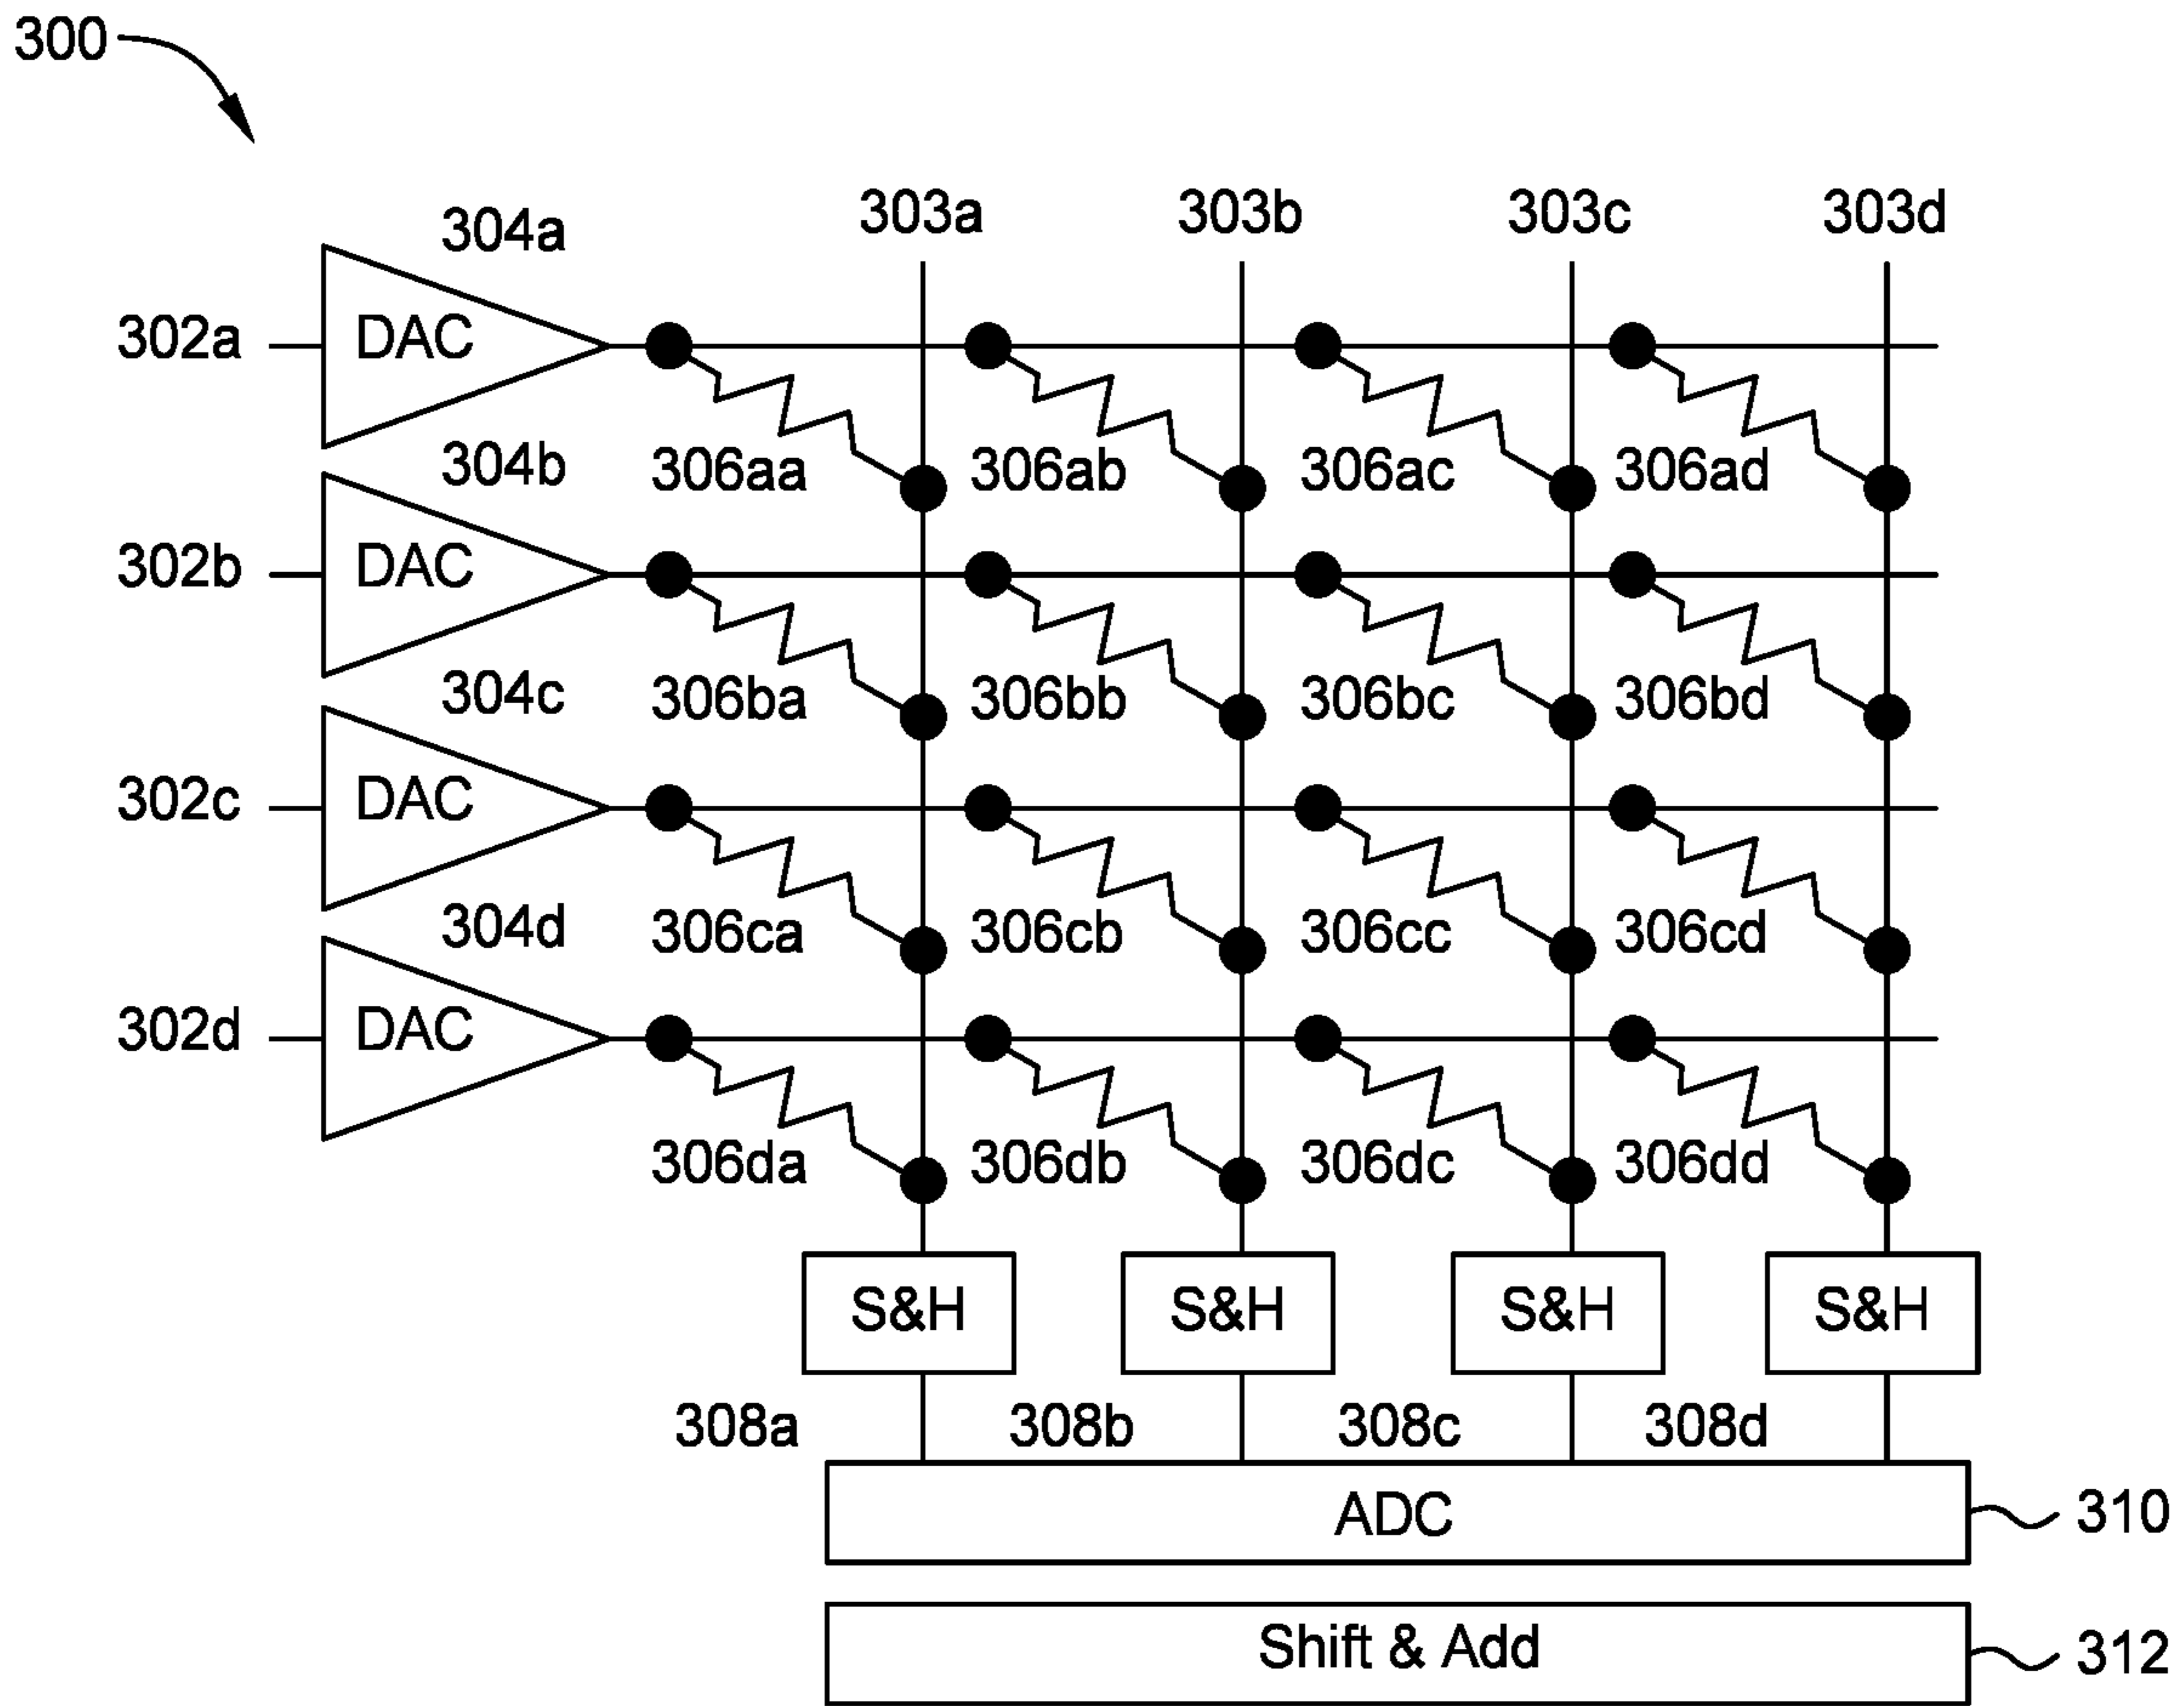 300
303a 303b 303c 303d
304a
302a DAC
304b 306aa 306ab 306ac 306ad
302b DAC
304c 306ba 306bb 306bc 306bd
302c DAC
304d 306ca 306cb 306cc 306cd
302d DAC
306da 306db 306dc 306dd
S&H S&H S&H S&H
308a 308b 308c 308d
ADC 310
Shift & Add 312